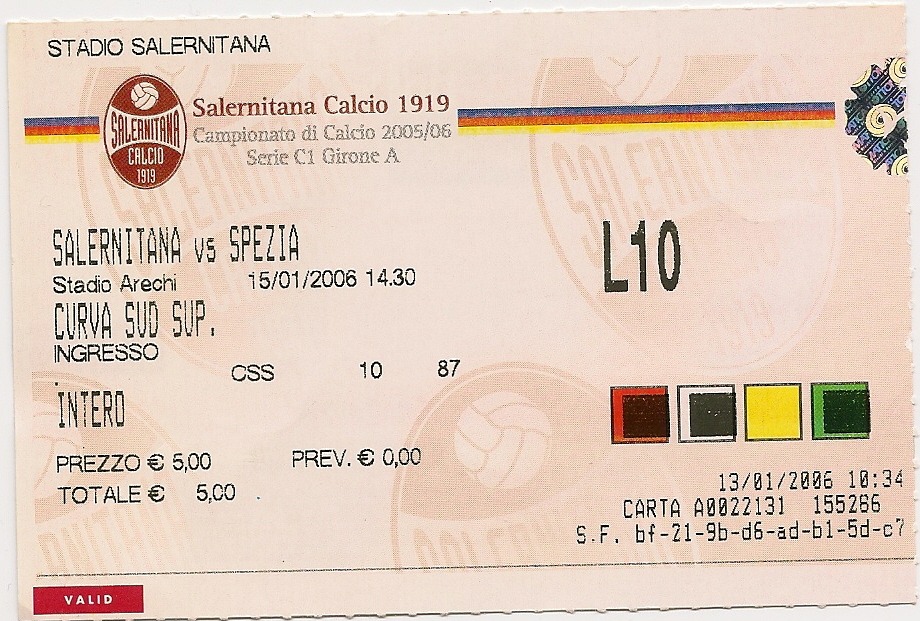 STADIO SALERNITANA
SALERNITANA
CALCIO
1919
Salernitana Calcio 1919
Campionato di Calcio 2005/06
Serie C1 Girone A
SALERNITANA vs SPEZIA
Stadio Arechi 15/01/2006 14.30
L10
CURVA SUD SUP.
INGRESSO
CSS 10 87
.
INTERO
PREZZO € 5,00 PREV. € 0,00
TOTALE € 5,00 .
13/01/2006 10:34
CARTA A0022131 155286
S.F. bf-21-9b-d6-ad-b1-5d-c7
VALID